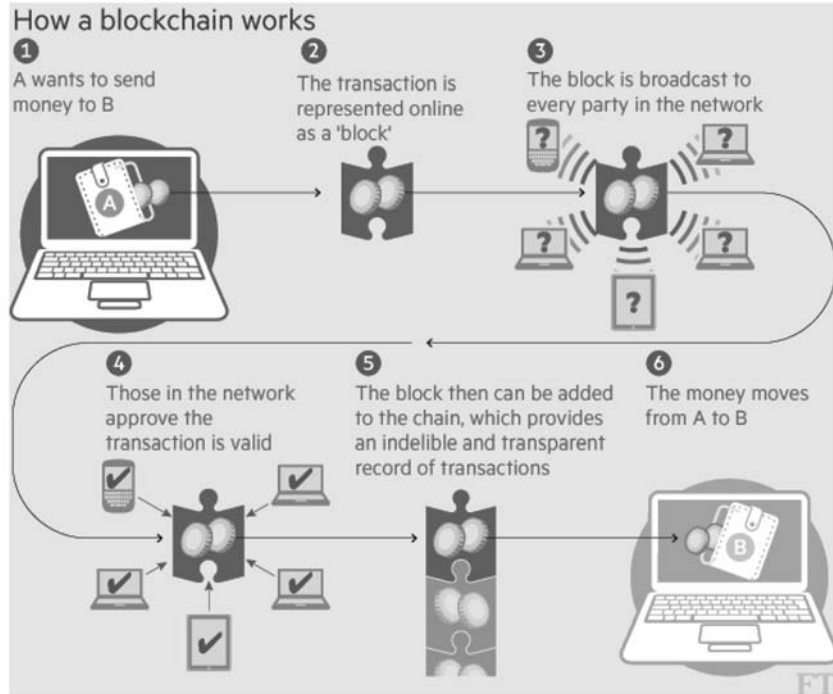 How a blockchain works
1
A wants to send
money to B
2
The transaction is
represented online
as a 'block'
3
The block is broadcast to
every party in the network
A
?
?
?
?
?
4
Those in the network
approve the
transaction is valid
5
The block then can be added
to the chain, which provides
an indelible and transparent
record of transactions
6
The money moves
from A to B
B
FT